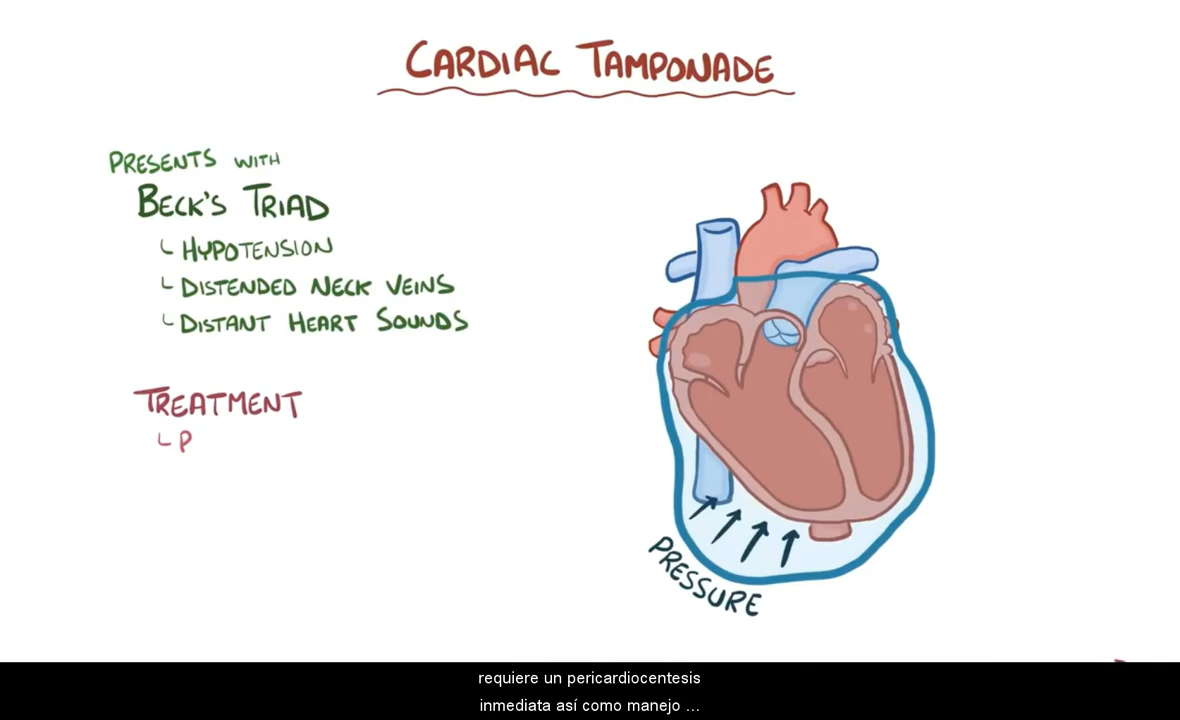 CARDIAC TAMPONADE
PRESENTS WITH
BECK'S TRIAD
HYPOTENSION
DISTENDED NECK VEINS
DISTANT HEART SOUNDS
TREATMENT
P
PRESSURE
requiere un pericardiocentesis
inmediata así como manejo ...